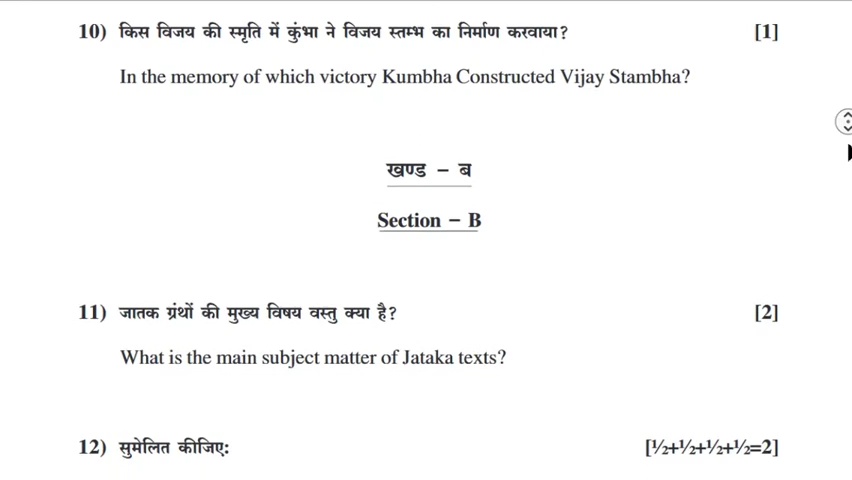 10) किस विजय की स्मृति में कुंभा ने विजय स्तम्भ का निर्माण करवाया? [1]
In the memory of which victory Kumbha Constructed Vijay Stambha?
खण्ड – ब
Section – B
11) जातक ग्रंथों की मुख्य विषय वस्तु क्या है? [2]
What is the main subject matter of Jataka texts?
12) सुमेलित कीजिए: [½+½+½+½=2]